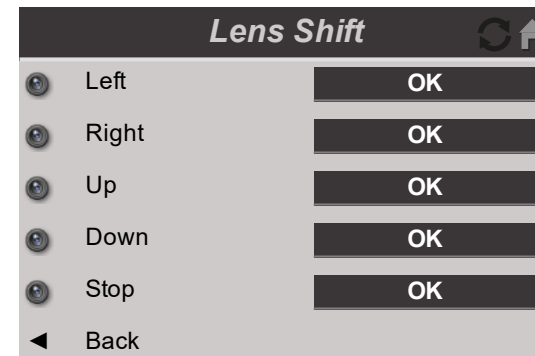 Lens Shift
Left OK
Right OK
Up OK
Down OK
Stop OK
Back